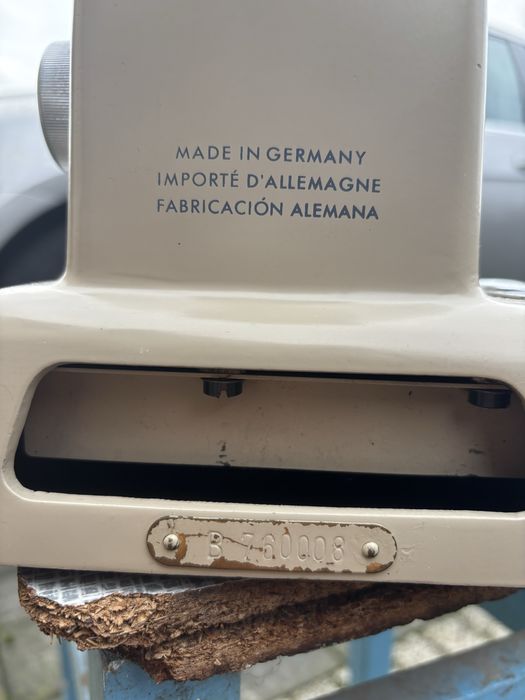 MADE IN GERMANY
IMPORTÉ D'ALLEMAGNE
FABRICACIÓN ALEMANA
B 760008